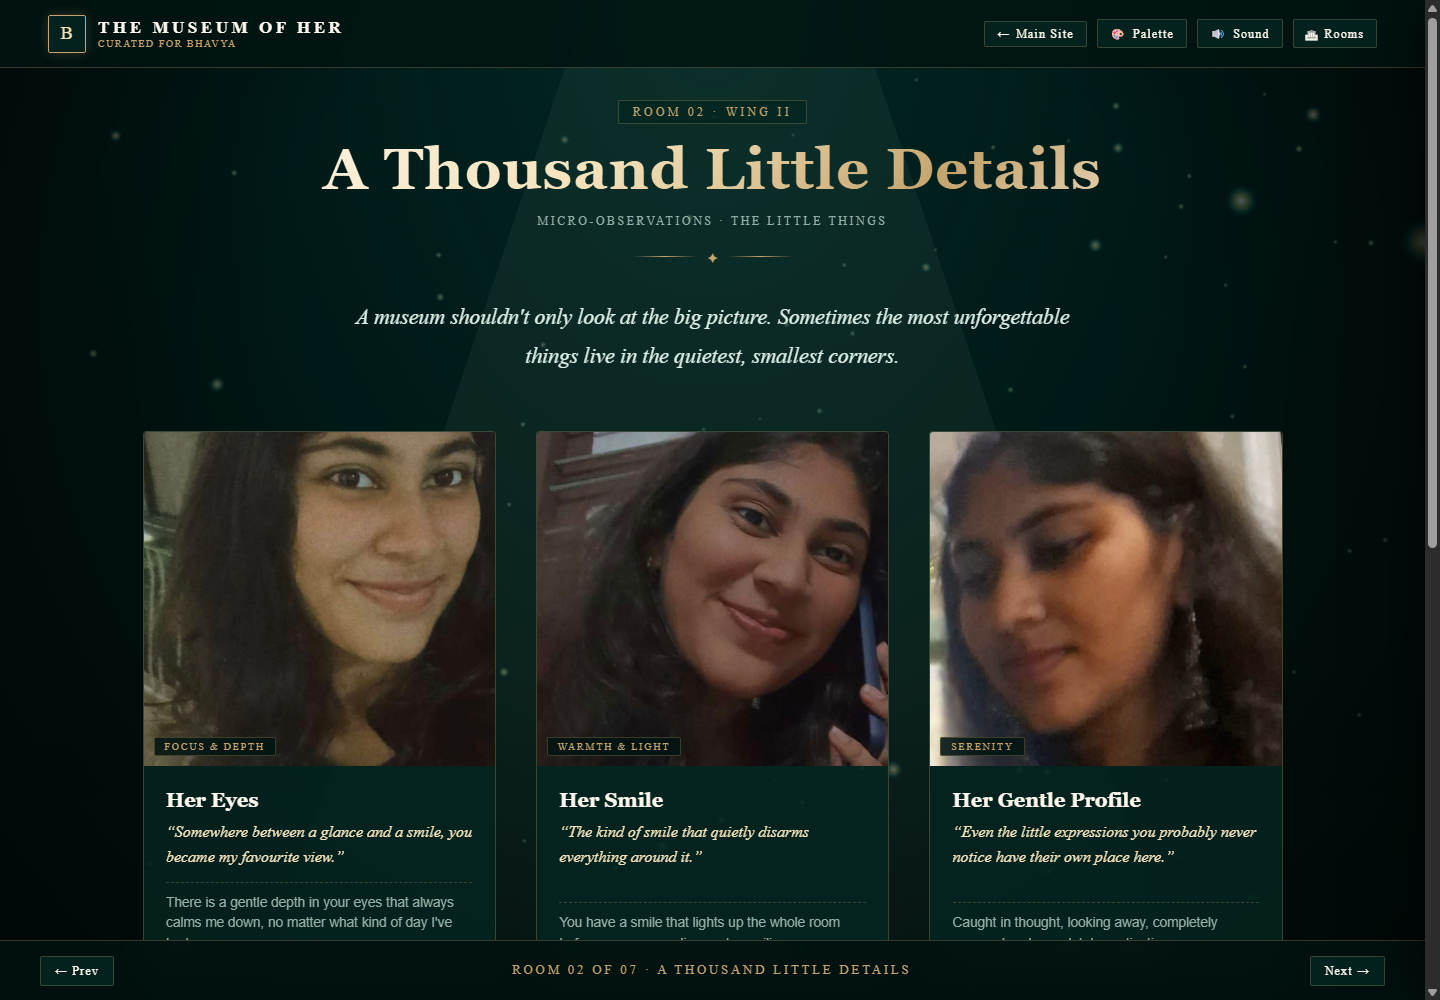 B
THE MUSEUM OF HER
CURATED FOR BHAVYA
← Main Site
Palette
Sound
Rooms
ROOM 02 · WING II
A Thousand Little Details
MICRO-OBSERVATIONS · THE LITTLE THINGS
A museum shouldn't only look at the big picture. Sometimes the most unforgettable
things live in the quietest, smallest corners.
FOCUS & DEPTH
Her Eyes
“Somewhere between a glance and a smile, you
became my favourite view.”
There is a gentle depth in your eyes that always
calms me down, no matter what kind of day I've
WARMTH & LIGHT
Her Smile
“The kind of smile that quietly disarms
everything around it.”
You have a smile that lights up the whole room
SERENITY
Her Gentle Profile
“Even the little expressions you probably never
notice have their own place here.”
Caught in thought, looking away, completely
← Prev
ROOM 02 OF 07 · A THOUSAND LITTLE DETAILS
Next →